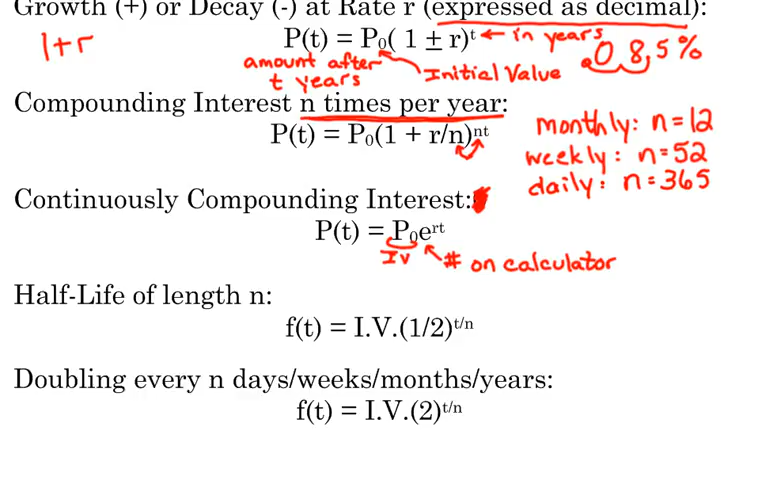 Growth (+) or Decay (-) at Rate r (expressed as decimal):
1+r
P(t) = P₀( 1 ± r)ᵗ ← in years
0 8,5%
amount after
t years
Initial Value
Compounding Interest n times per year:
P(t) = P₀(1 + r/n)ⁿᵗ
monthly: n=12
weekly: n=52
daily: n=365
Continuously Compounding Interest:
P(t) = P₀eʳᵗ
IV
# on calculator
Half-Life of length n:
f(t) = I.V.(1/2)ᵗ/ⁿ
Doubling every n days/weeks/months/years:
f(t) = I.V.(2)ᵗ/ⁿ